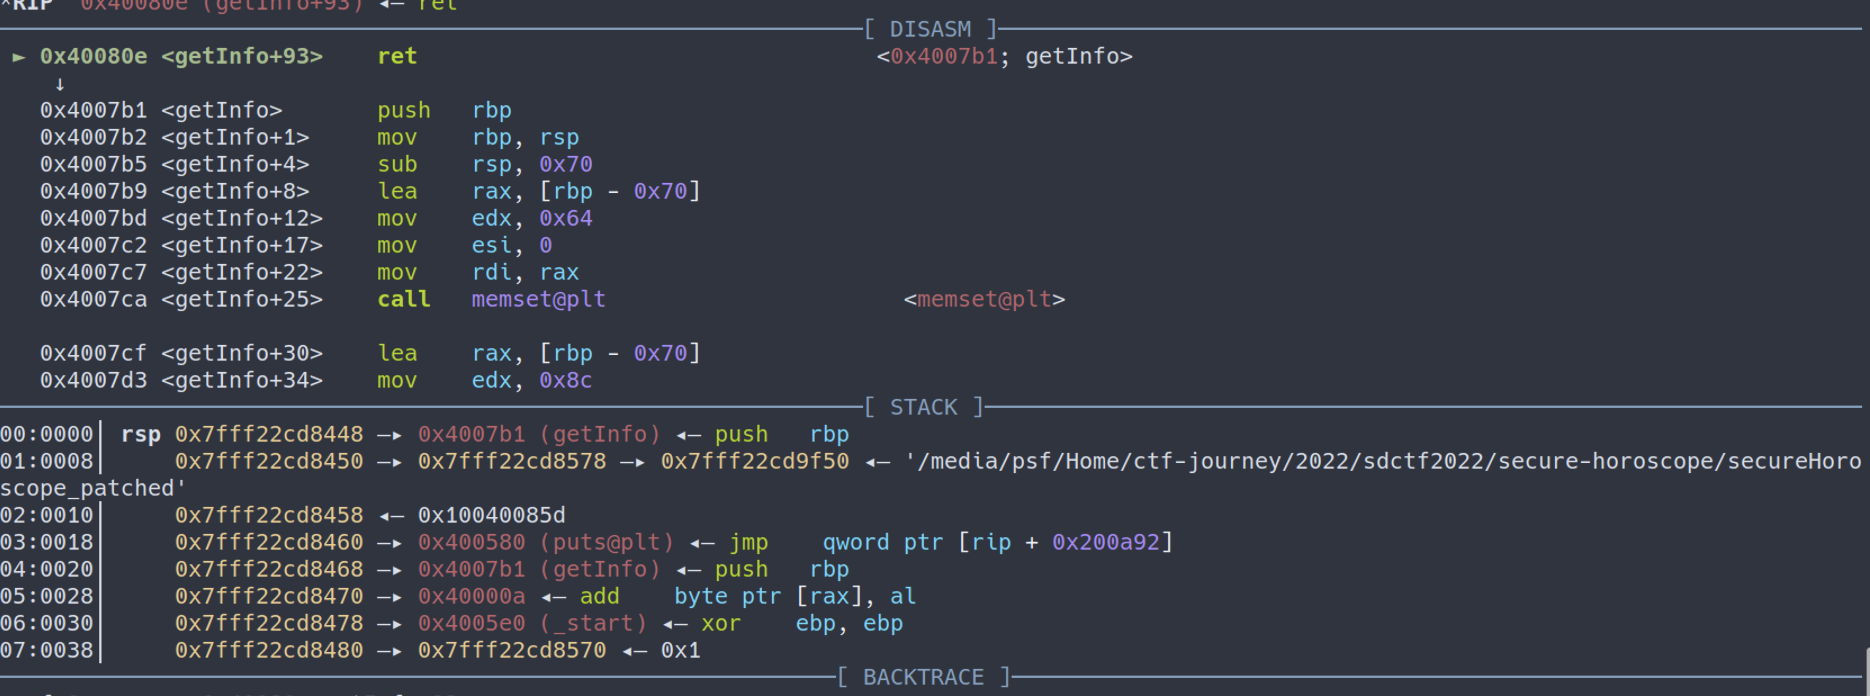 *RIP  0x40080e (getInfo+93) ◂— ret
[ DISASM ]
► 0x40080e <getInfo+93>    ret                                  <0x4007b1; getInfo>
↓
0x4007b1 <getInfo>       push   rbp
0x4007b2 <getInfo+1>     mov    rbp, rsp
0x4007b5 <getInfo+4>     sub    rsp, 0x70
0x4007b9 <getInfo+8>     lea    rax, [rbp - 0x70]
0x4007bd <getInfo+12>    mov    edx, 0x64
0x4007c2 <getInfo+17>    mov    esi, 0
0x4007c7 <getInfo+22>    mov    rdi, rax
0x4007ca <getInfo+25>    call   memset@plt                      <memset@plt>
0x4007cf <getInfo+30>    lea    rax, [rbp - 0x70]
0x4007d3 <getInfo+34>    mov    edx, 0x8c
[ STACK ]
00:0000│ rsp 0x7fff22cd8448 —▸ 0x4007b1 (getInfo) ◂— push   rbp
01:0008│     0x7fff22cd8450 —▸ 0x7fff22cd8578 —▸ 0x7fff22cd9f50 ◂— '/media/psf/Home/ctf-journey/2022/sdctf2022/secure-horoscope/secureHoro
scope_patched'
02:0010│     0x7fff22cd8458 ◂— 0x10040085d
03:0018│     0x7fff22cd8460 —▸ 0x400580 (puts@plt) ◂— jmp    qword ptr [rip + 0x200a92]
04:0020│     0x7fff22cd8468 —▸ 0x4007b1 (getInfo) ◂— push   rbp
05:0028│     0x7fff22cd8470 —▸ 0x40000a ◂— add    byte ptr [rax], al
06:0030│     0x7fff22cd8478 —▸ 0x4005e0 (_start) ◂— xor    ebp, ebp
07:0038│     0x7fff22cd8480 —▸ 0x7fff22cd8570 ◂— 0x1
[ BACKTRACE ]